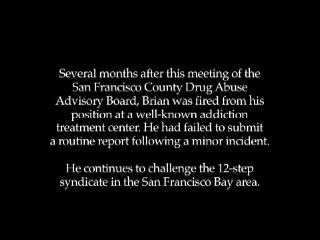 Several months after this meeting of the
San Francisco County Drug Abuse
Advisory Board, Brian was fired from his
position at a well-known addiction
treatment center. He had failed to submit
a routine report following a minor incident.
He continues to challenge the 12-step
syndicate in the San Francisco Bay area.